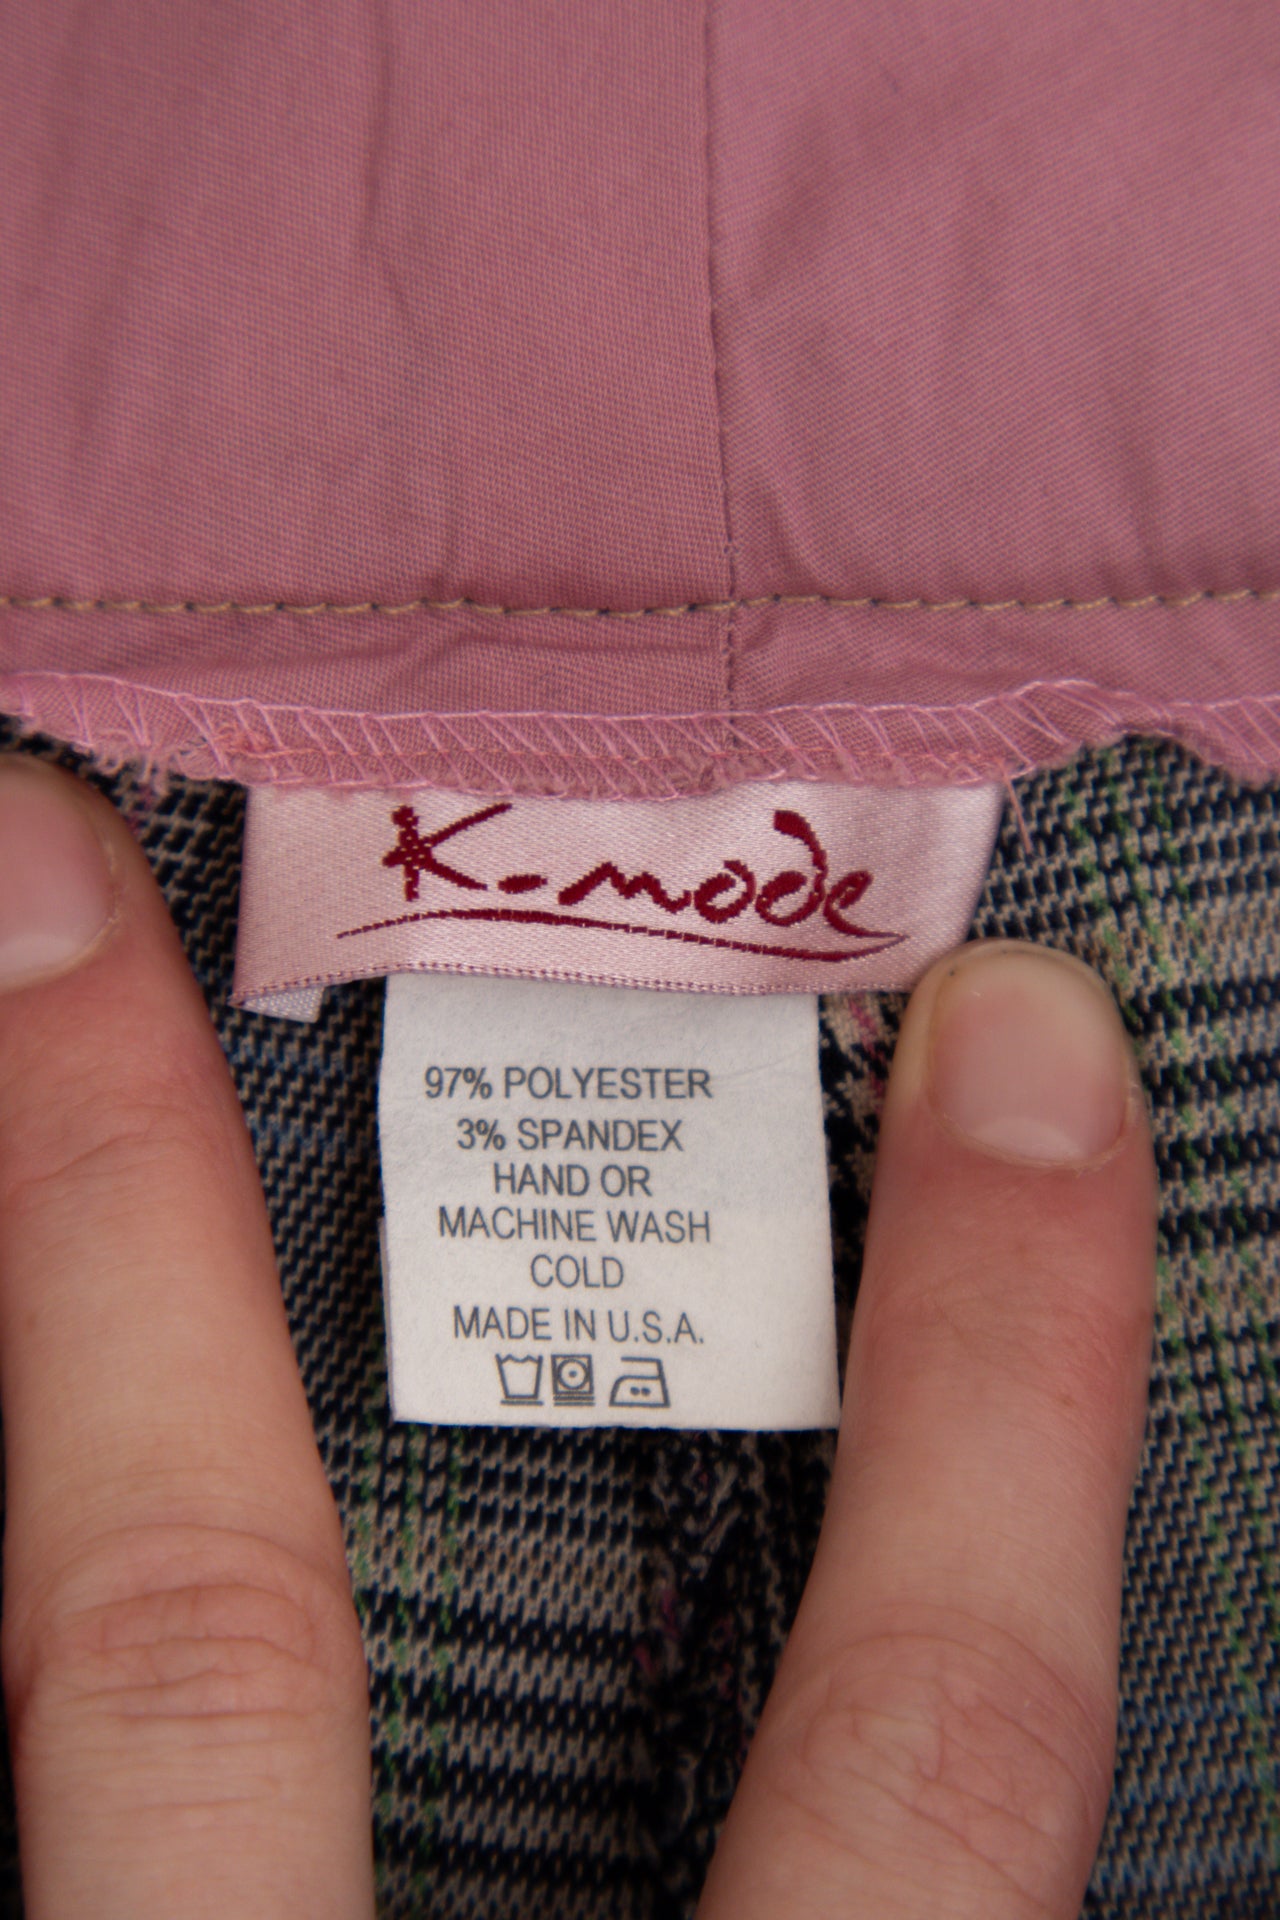 K-mode
97% POLYESTER
3% SPANDEX
HAND OR
MACHINE WASH
COLD
MADE IN U.S.A.